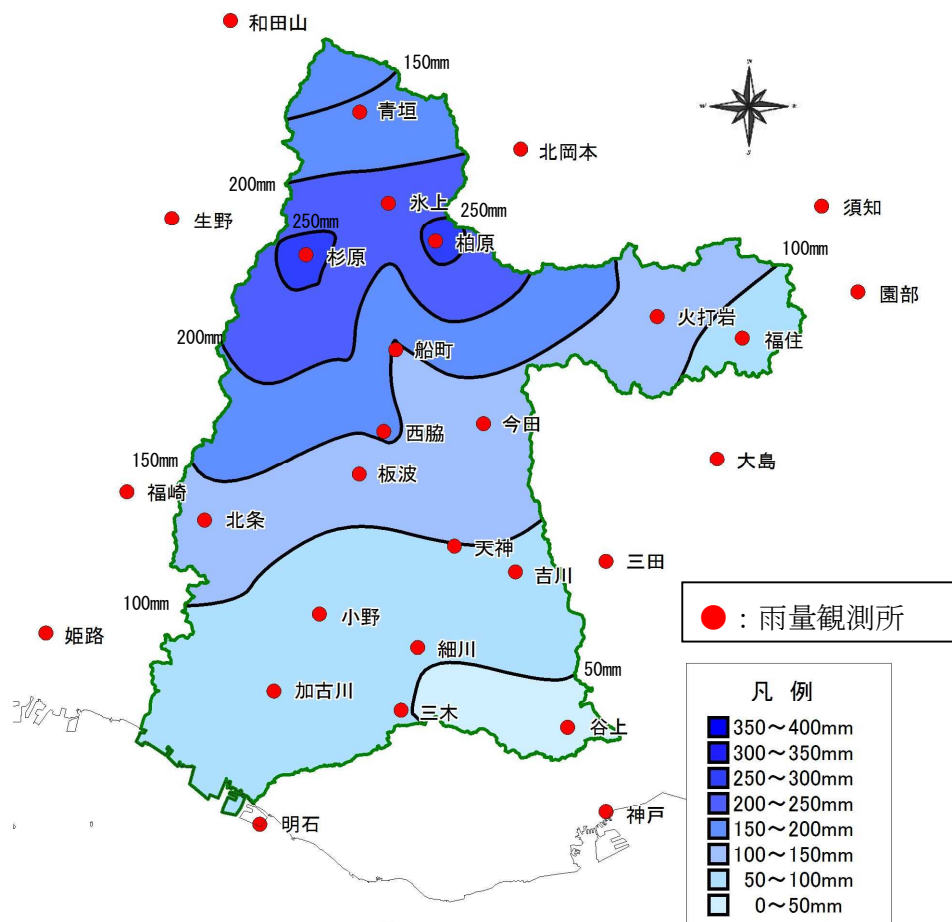 和田山
150mm
N
青垣
W
E
S
北岡本
200mm
氷上
須知
生野
250mm
250mm
杉原
柏原
100mm
園部
火打岩
200mm
福住
船町
今田
西脇
大島
150mm
板波
福崎
北条
天神
三田
吉川
100mm
小野
●：雨量観測所
姫路
細川
50mm
加古川
三木
谷上
明石
神戸
凡 例
350～400mm
300～350mm
250～300mm
200～250mm
150～200mm
100～150mm
50～100mm
0～50mm